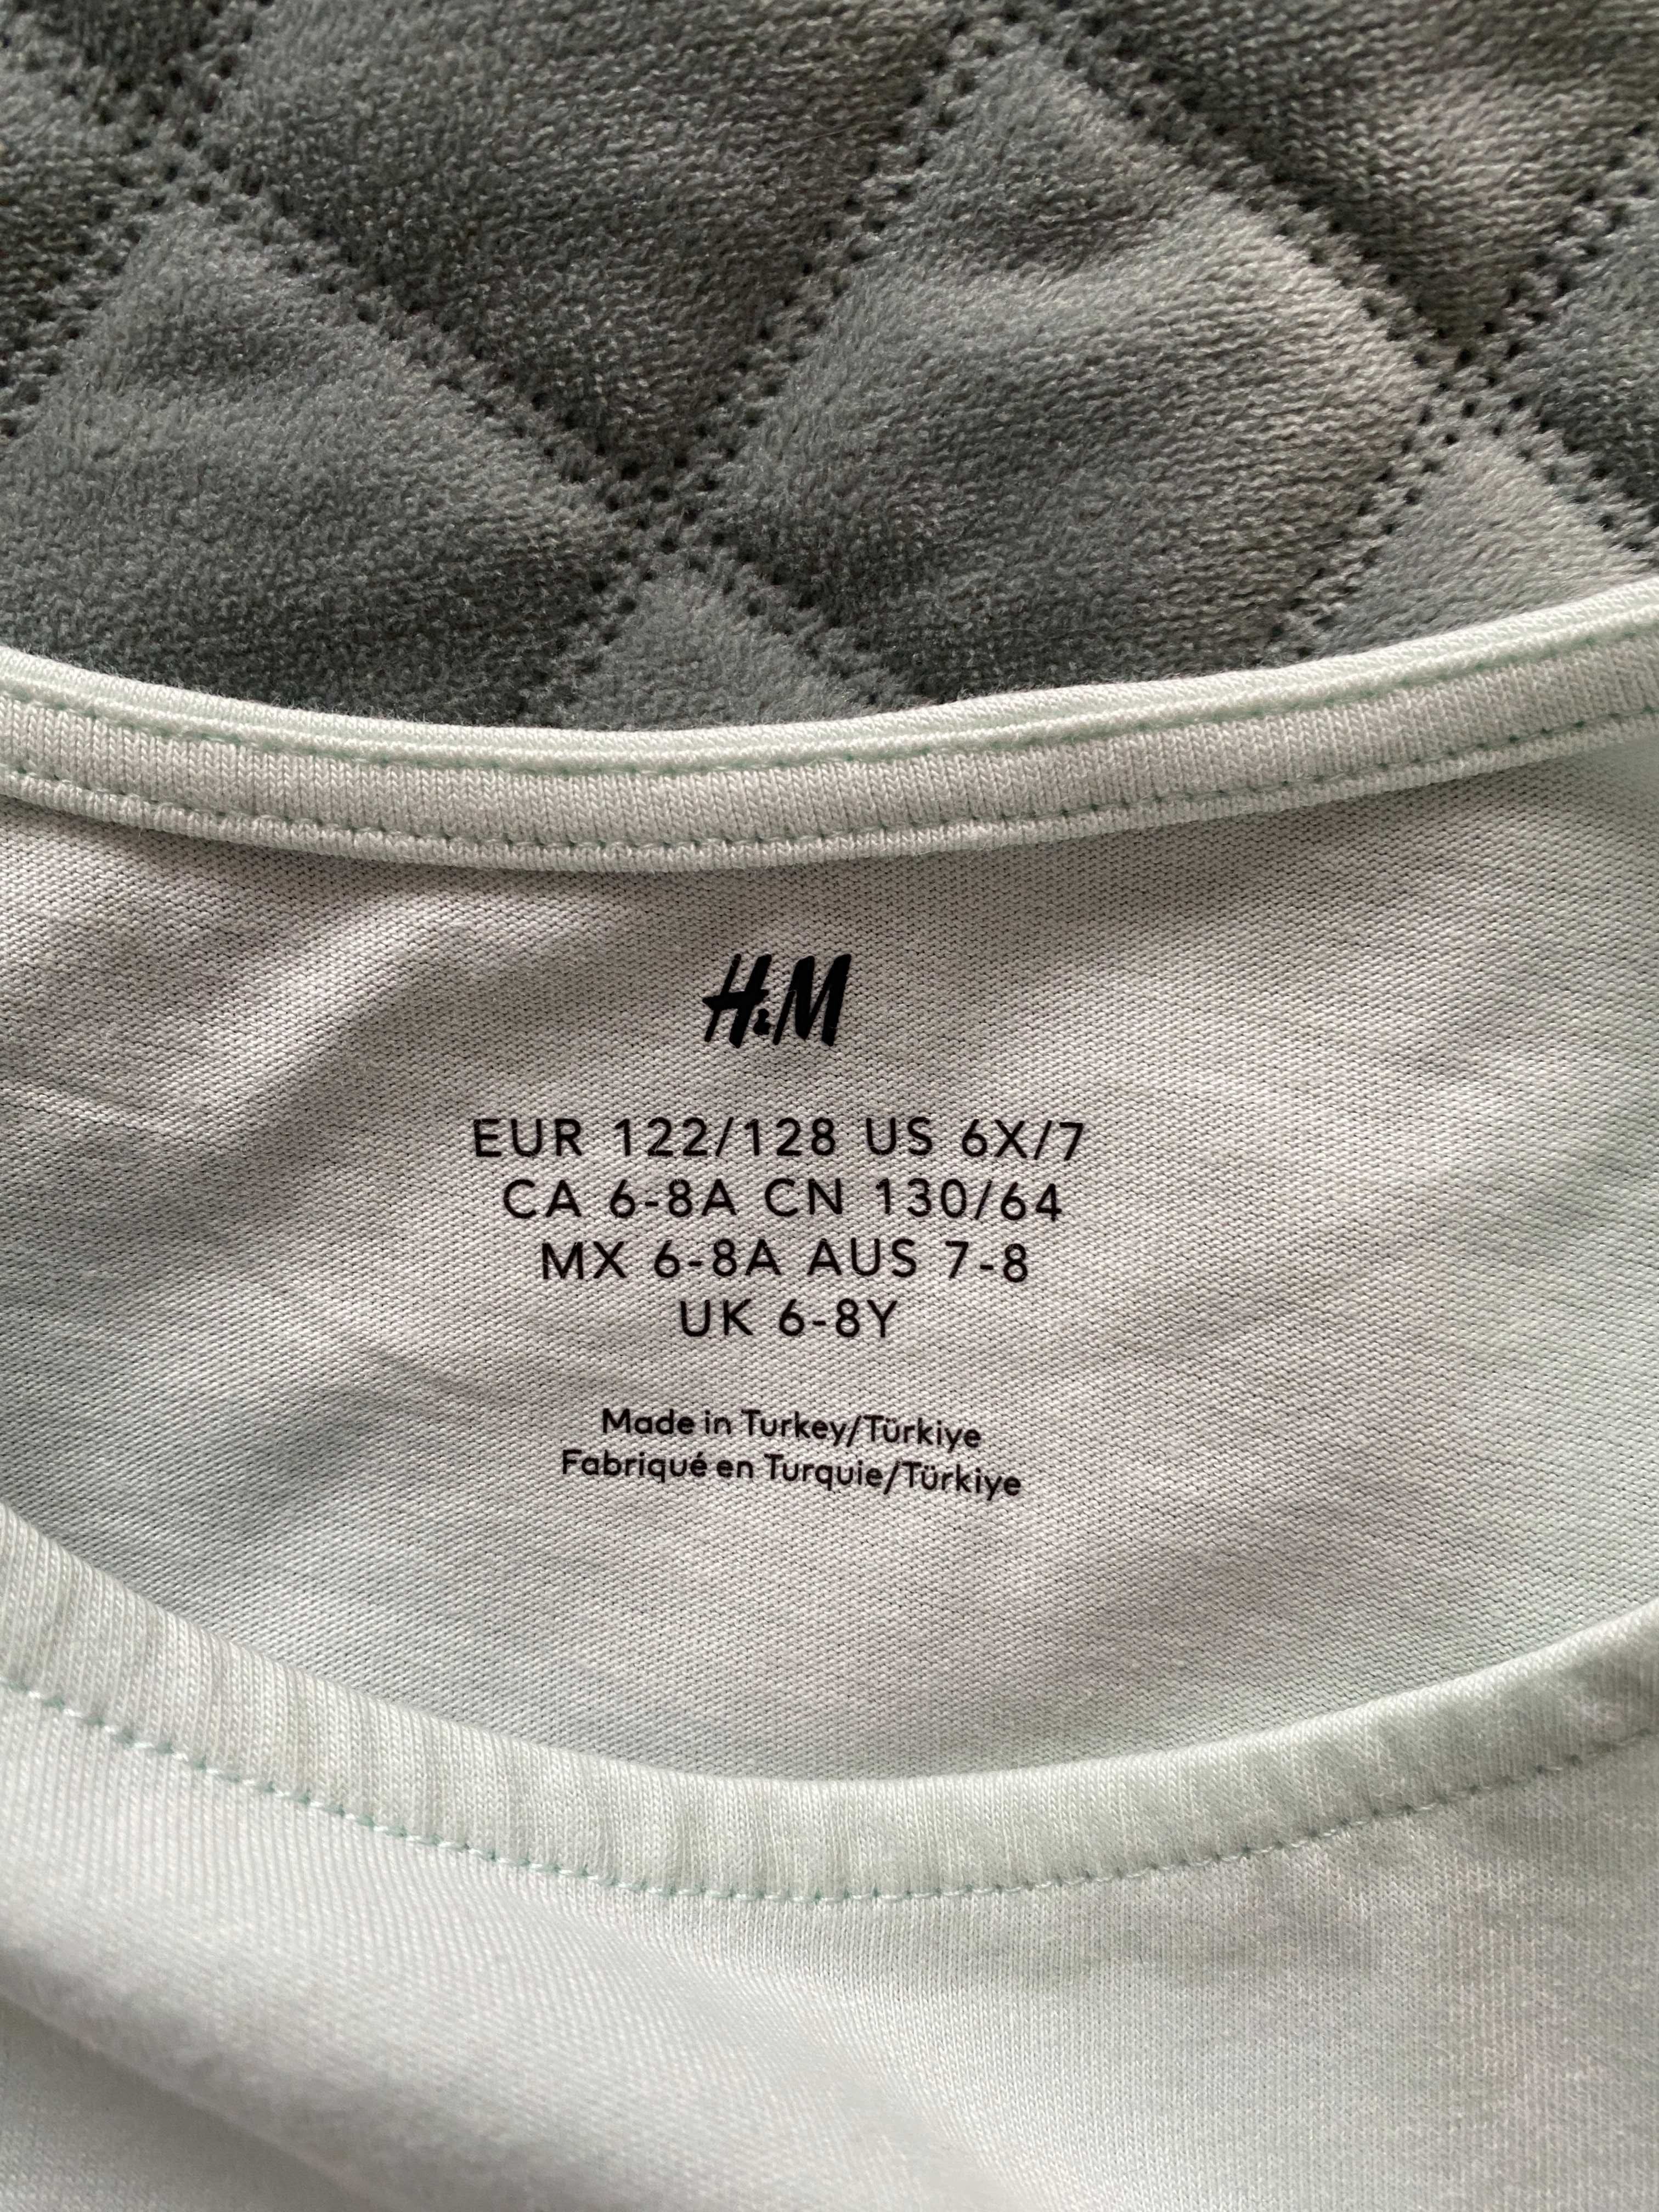 H&M
EUR 122/128 US 6X/7
CA 6-8A CN 130/64
MX 6-8A AUS 7-8
UK 6-8Y
Made in Turkey/Türkiye
Fabriqué en Turquie/Türkiye